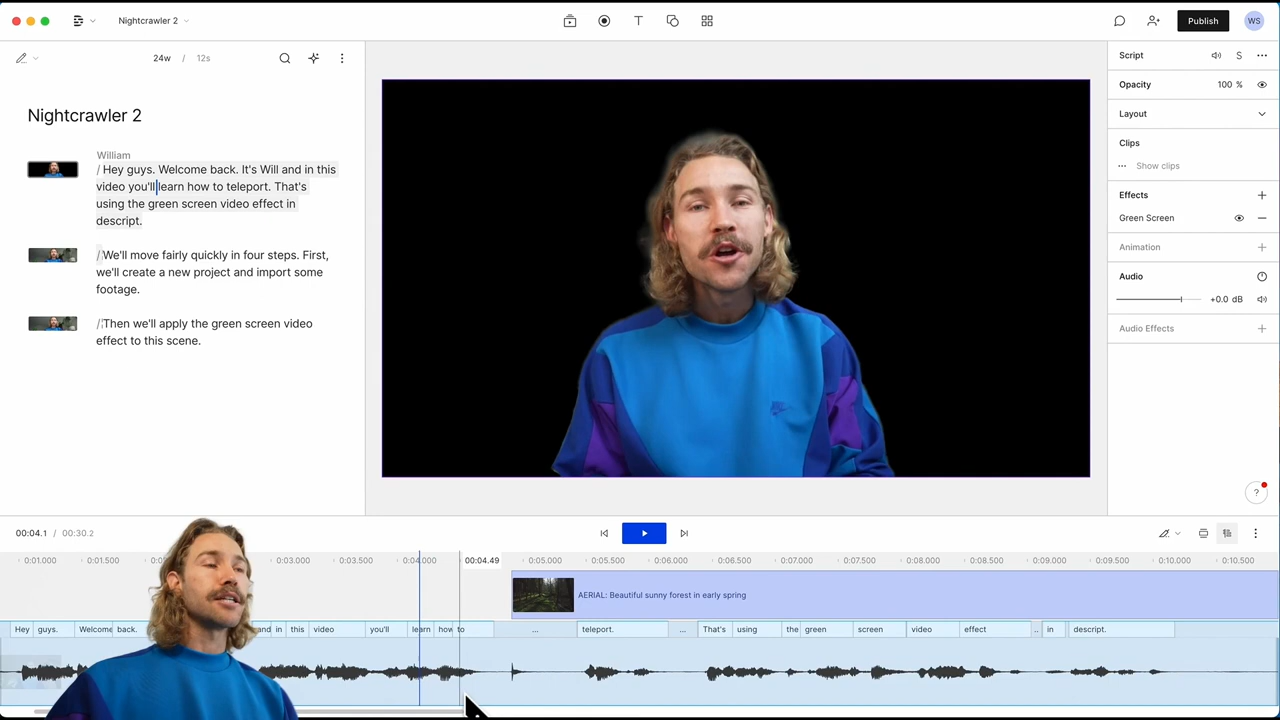 Nightcrawler 2
Publish
WS
24w / 12s
Nightcrawler 2
William
/ Hey guys. Welcome back. It's Will and in this
video you'll learn how to teleport. That's
using the green screen video effect in
descript.
/ We'll move fairly quickly in four steps. First,
we'll create a new project and import some
footage.
/ Then we'll apply the green screen video
effect to this scene.
Script
S
Opacity
100 %
Layout
Clips
Show clips
Effects
Green Screen
Animation
Audio
+0.0 dB
Audio Effects
?
00:04.1 / 00:30.2
0:01.000 0:01.500 0:03.000 0:03.500 0:04.000 00:04.49 0:05.000 0:05.500 0:06.000 0:06.500 0:07.000 0:07.500 0:08.000 0:08.500 0:09.000 0:09.500 0:10.000 0:10.500
AERIAL: Beautiful sunny forest in early spring
Hey guys. Welcome back. and in this video you'll learn how to ... teleport. ... That's using the green screen video effect .. in descript.